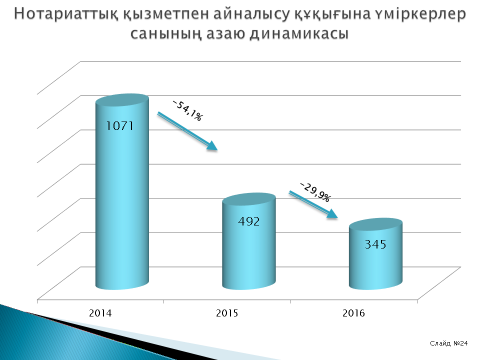 Нотариаттық қызметпен айналысу құқығына үміркерлер
санының азаю динамикасы
1071
-54,1%
492
-29,9%
345
2014
2015
2016
Слайд №24